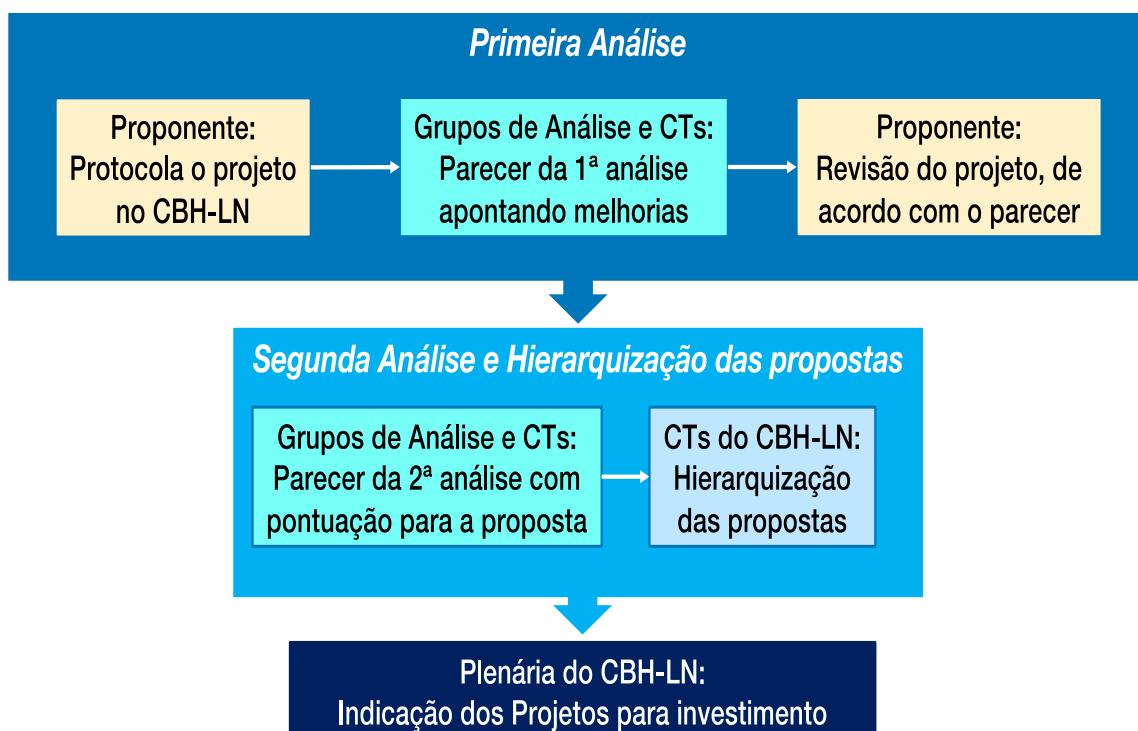 Primeira Análise
Proponente:
Protocola o projeto
no CBH-LN
Grupos de Análise e CTs:
Parecer da 1ª análise
apontando melhorias
Proponente:
Revisão do projeto, de
acordo com o parecer
Segunda Análise e Hierarquização das propostas
Grupos de Análise e CTs:
Parecer da 2ª análise com
pontuação para a proposta
CTs do CBH-LN:
Hierarquização
das propostas
Plenária do CBH-LN:
Indicação dos Projetos para investimento